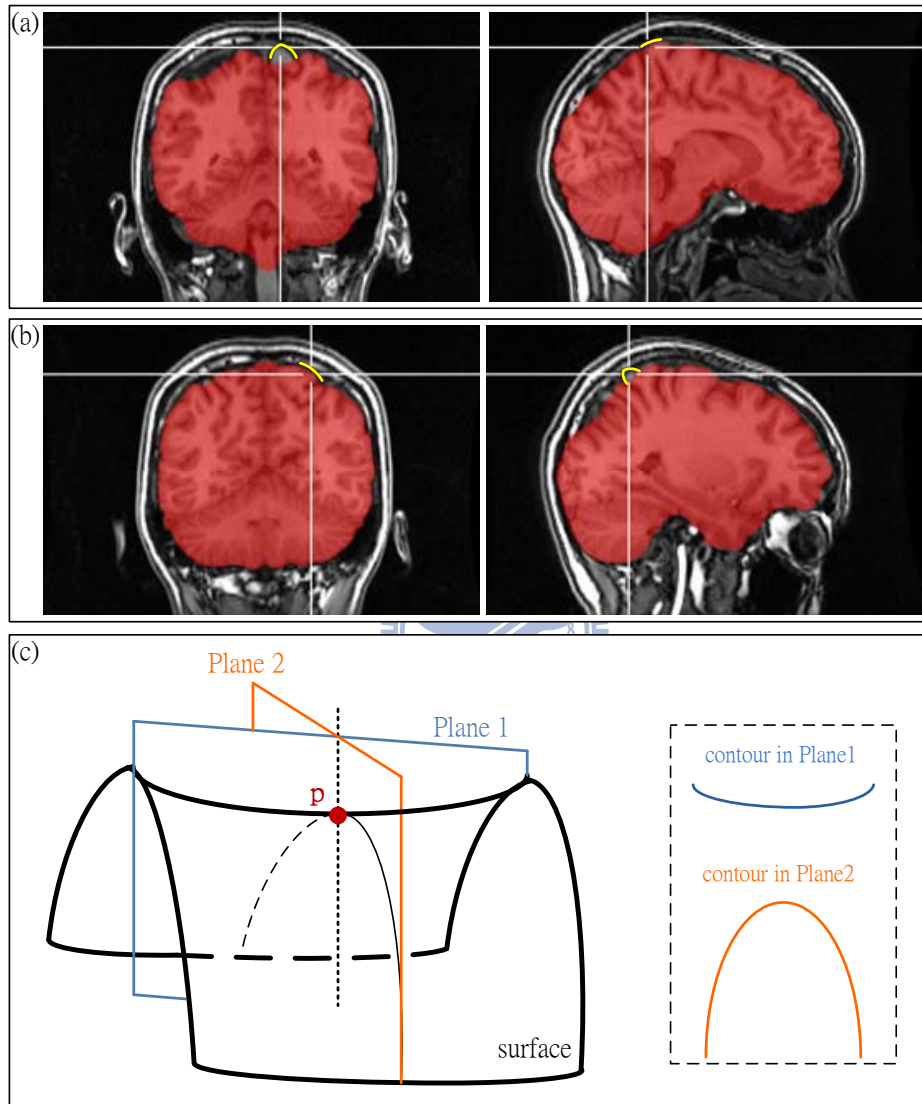 (a)
(b)
(c)
Plane 2
Plane 1
p
surface
contour in Plane1
contour in Plane2